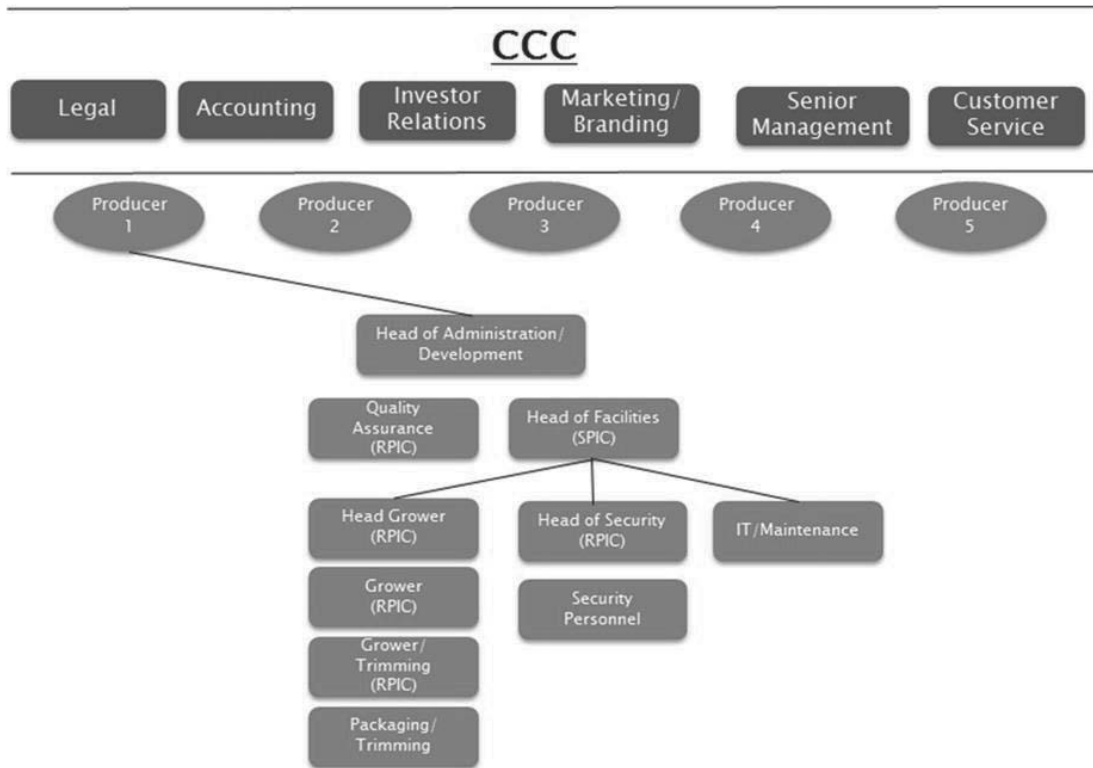 CCC
Legal
Accounting
Investor
Relations
Marketing/
Branding
Senior
Management
Customer
Service
Producer
1
Producer
2
Producer
3
Producer
4
Producer
5
Head of Administration/
Development
Quality
Assurance
(RPIC)
Head of Facilities
(SPIC)
Head Grower
(RPIC)
Head of Security
(RPIC)
IT/Maintenance
Grower
(RPIC)
Security
Personnel
Grower/
Trimming
(RPIC)
Packaging/
Trimming